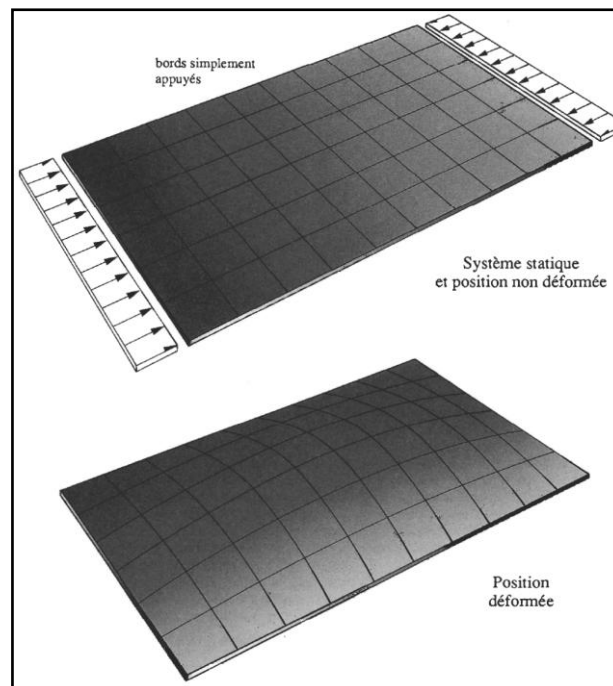 bords simplement
appuyés
Système statique
et position non déformée
Position
déformée